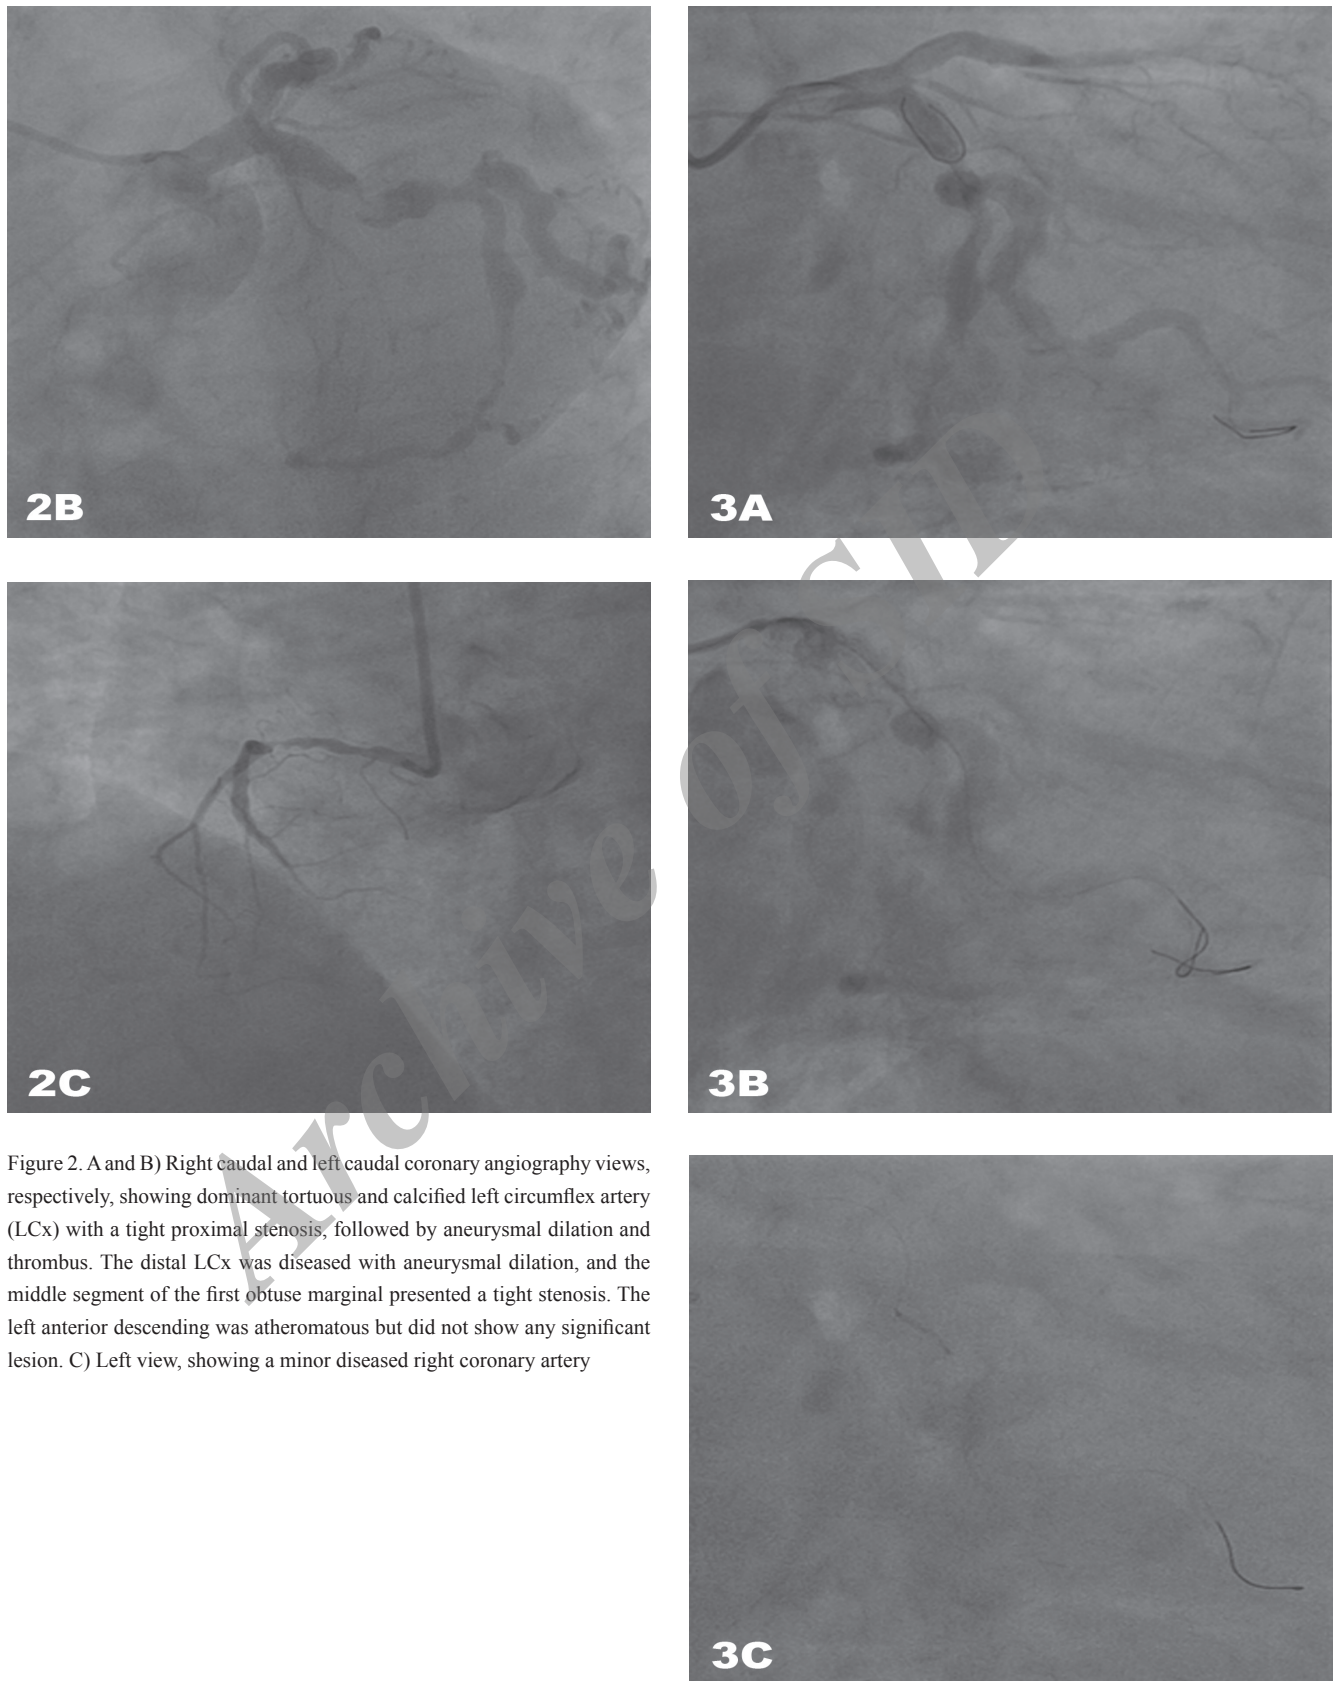 2B
2C
Figure 2. A and B) Right caudal and left caudal coronary angiography views,
respectively, showing dominant tortuous and calcified left circumflex artery
(LCx) with a tight proximal stenosis, followed by aneurysmal dilation and
thrombus. The distal LCx was diseased with aneurysmal dilation, and the
middle segment of the first obtuse marginal presented a tight stenosis. The
left anterior descending was atheromatous but did not show any significant
lesion. C) Left view, showing a minor diseased right coronary artery
3A
3B
3C
Archive of SID